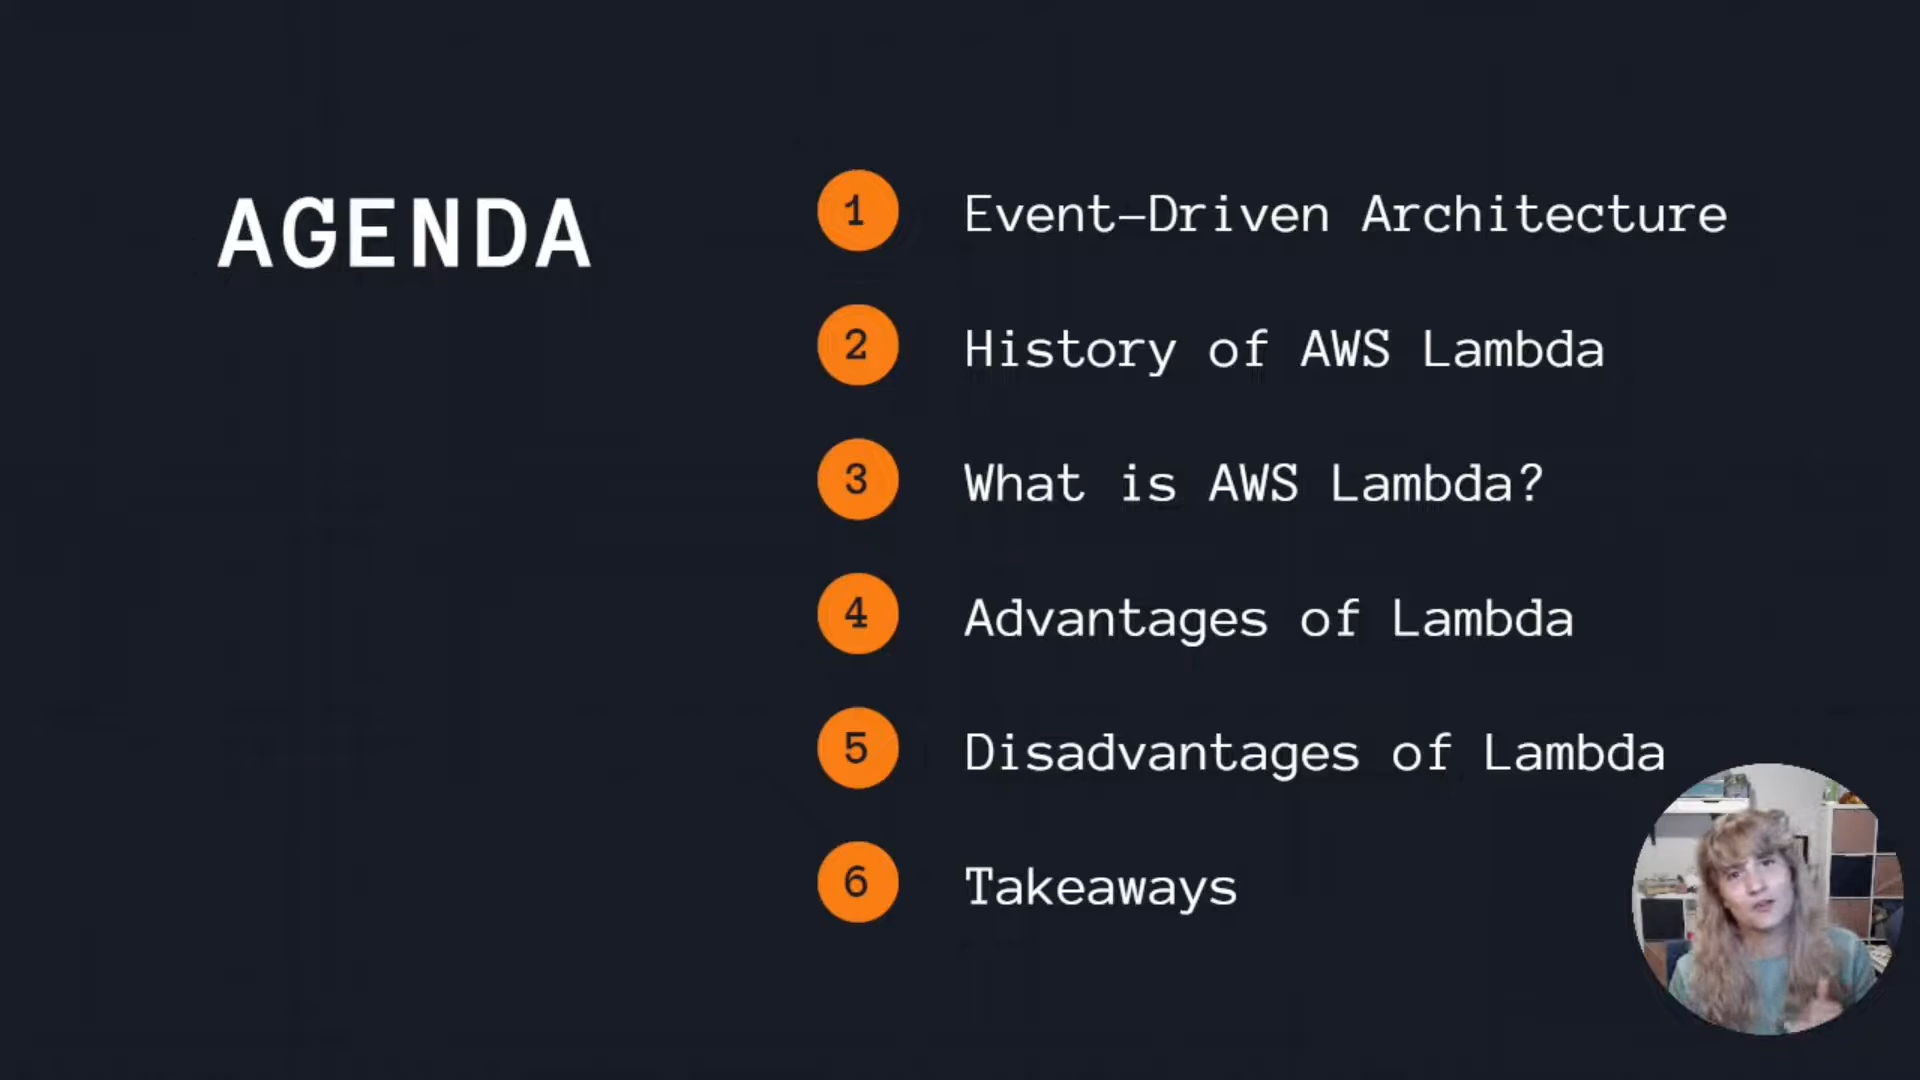 AGENDA
1 Event-Driven Architecture
2 History of AWS Lambda
3 What is AWS Lambda?
4 Advantages of Lambda
5 Disadvantages of Lambda
6 Takeaways